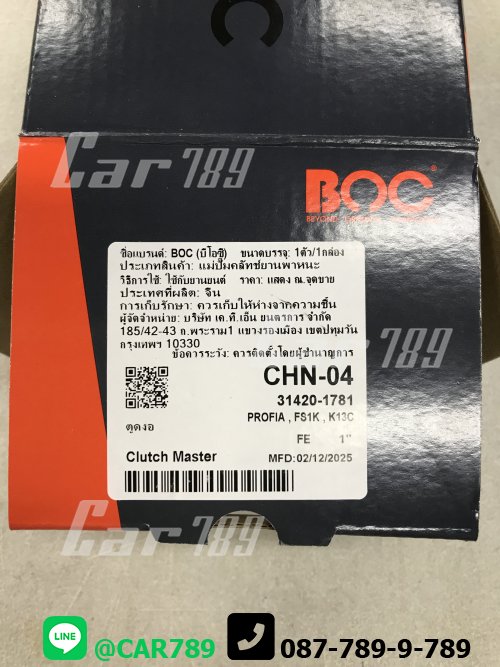 Car789
BOC®
ชื่อแบรนด์: BOC (บีโอซี) ขนาดบรรจุ: 1ตัว/1กล่อง
ประเภทสินค้า: แม่ปั๊มคลัทช์ยานพาหนะ
วิธีการใช้: ใช้กับยานยนต์ ราคา: แสดง ณ.จุดขาย
ประเทศที่ผลิต: จีน
การเก็บรักษา: ควรเก็บให้ห่างจากความชื้น
ผู้จัดจำหน่าย: บริษัท เค.ที.เอ็น ยนตรการ จำกัด
185/42-43 ถ.พระราม1 แขวงรองเมือง เขตปทุมวัน
กรุงเทพฯ 10330
ข้อควรระวัง: ควรติดตั้งโดยผู้ชำนาญการ
Car789
CHN-04
31420-1781
PROFIA , FS1K , K13C
ตูดงอ
FE 1"
Clutch Master MFD:02/12/2025
Car789
LINE @CAR789 087-789-9-789